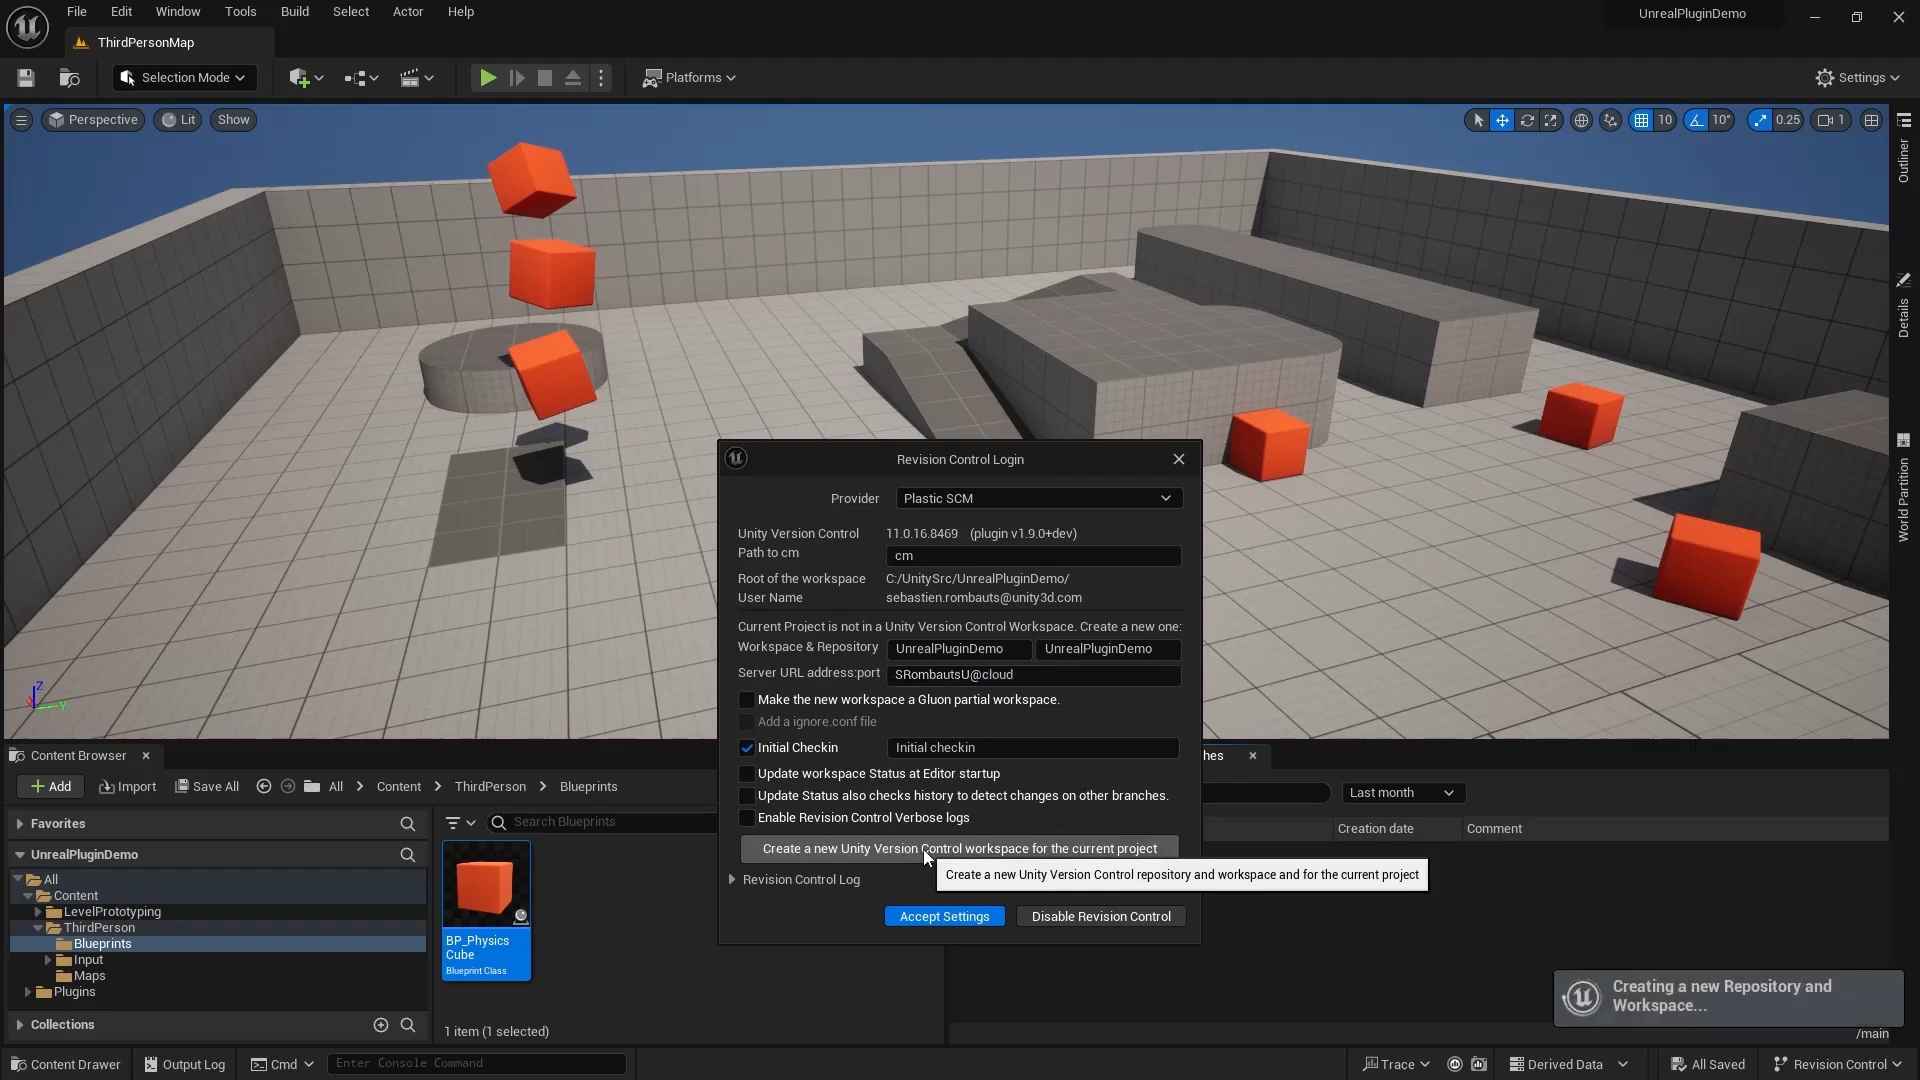 File Edit Window Tools Build Select Actor Help
UnrealPluginDemo
ThirdPersonMap
Selection Mode
Platforms
Settings
Perspective Lit Show
10 10° 0.25 1
Outliner
Details
World Partition
Revision Control Login
Provider Plastic SCM
Unity Version Control 11.0.16.8469 (plugin v1.9.0+dev)
Path to cm cm
Root of the workspace C:/UnitySrc/UnrealPluginDemo/
User Name sebastien.rombauts@unity3d.com
Current Project is not in a Unity Version Control Workspace. Create a new one:
Workspace & Repository UnrealPluginDemo UnrealPluginDemo
Server URL address:port SRombautsU@cloud
Make the new workspace a Gluon partial workspace.
Add a ignore.conf file
Initial Checkin Initial checkin
Update workspace Status at Editor startup
Update Status also checks history to detect changes on other branches.
Enable Revision Control Verbose logs
Create a new Unity Version Control workspace for the current project
Create a new Unity Version Control repository and workspace and for the current project
Revision Control Log
Accept Settings Disable Revision Control
Z
Y
Content Browser
Add Import Save All All Content ThirdPerson Blueprints
Favorites
Search Blueprints
UnrealPluginDemo
All
Content
LevelPrototyping
ThirdPerson
Blueprints
Input
Maps
Plugins
Collections
BP_Physics
Cube
Blueprint Class
1 item (1 selected)
hes
Last month
Creation date Comment
Creating a new Repository and
Workspace...
/main
Content Drawer Output Log Cmd Enter Console Command
Trace Derived Data All Saved Revision Control